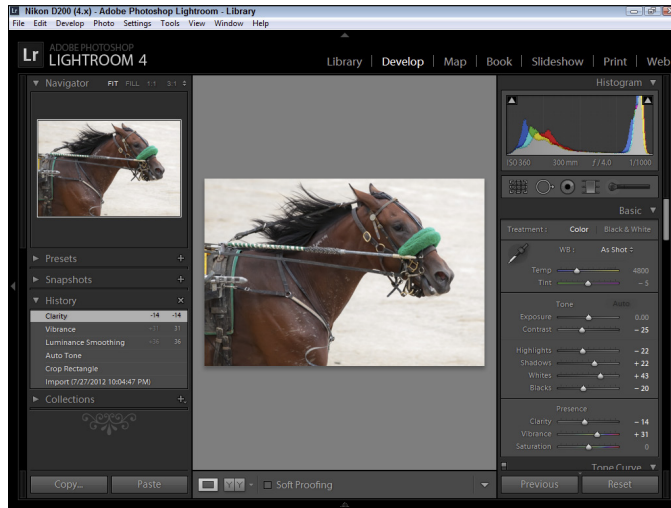 Nikon D200 (4.x) - Adobe Photoshop Lightroom - Library
File Edit Develop Photo Settings Tools View Window Help
Lr ADOBE PHOTOSHOP
LIGHTROOM 4
Library | Develop | Map | Book | Slideshow | Print | Web
Navigator FIT FILL 1:1 3:1
Presets
Snapshots
History
Clarity -14 -14
Vibrance +31 31
Luminance Smoothing +36 36
Auto Tone
Crop Rectangle
Import (7/27/2012 10:04:47 PM)
Collections
Copy... Paste
Y Y Soft Proofing
Histogram
ISO 360 300 mm f / 4.0 1/1000
Basic
Treatment : Color | Black & White
WB : As Shot
Temp 4800
Tint - 5
Tone Auto
Exposure 0.00
Contrast - 25
Highlights - 22
Shadows + 22
Whites + 43
Blacks - 20
Presence
Clarity - 14
Vibrance + 31
Saturation 0
Tone Curve
Previous Reset